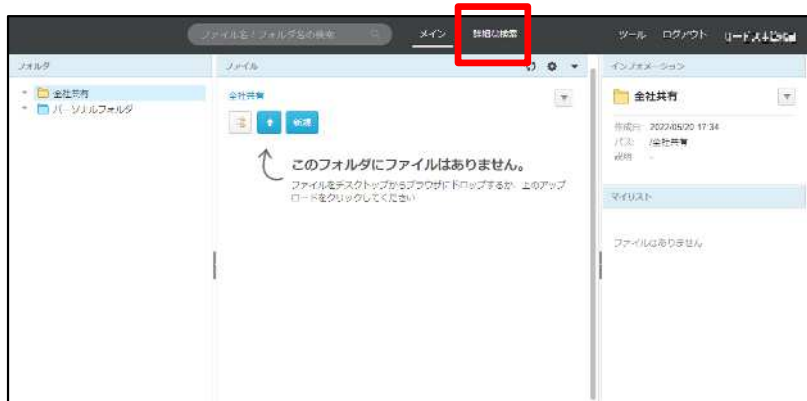 ファイル名/フォルダ名の検索 メイン 詳細な検索 ツール ログアウト
フォルダ
全社共有
パーソナルフォルダ
ファイル
全社共有
新規
このフォルダにファイルはありません。
ファイルをデスクトップからブラウザにドロップするか、上のアップ
ロードをクリックしてください
インフォメーション
全社共有
作成日: 2022/05/20 17:34
パス: /全社共有
説明: -
マイリスト
ファイルはありません